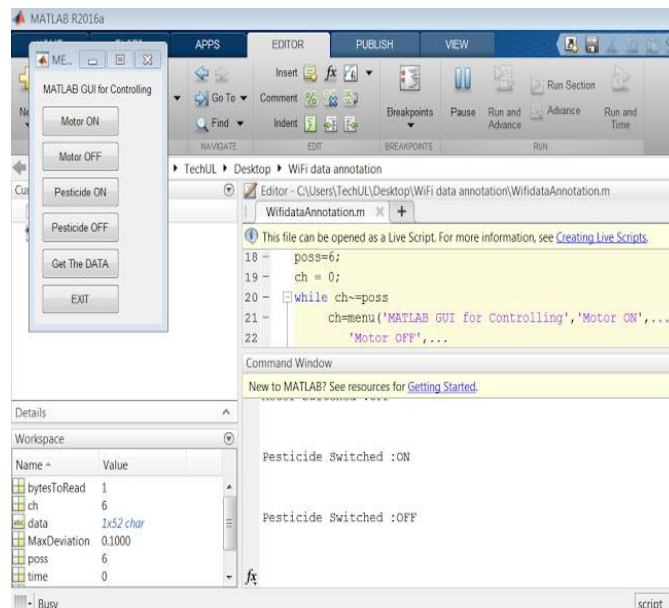 MATLAB R2016a
APPS
EDITOR
PUBLISH
VIEW
ME...
MATLAB GUI for Controlling
Motor ON
Motor OFF
Pesticide ON
Pesticide OFF
Get The DATA
EXIT
Go To
Find
NAVIGATE
Insert
fx
Comment
%
Indent
EDIT
Breakpoints
BREAKPOINTS
Pause
Run and
Advance
Run Section
Advance
Run and
Time
RUN
TechUL
Desktop
WiFi data annotation
Cur
Editor - C:\Users\TechUL\Desktop\WiFi data annotation\WifidataAnnotation.m
WifidataAnnotation.m
This file can be opened as a Live Script. For more information, see Creating Live Scripts.
18 - poss=6;
19 - ch = 0;
20 - while ch~=poss
21 - ch=menu('MATLAB GUI for Controlling','Motor ON',...
22 'Motor OFF',...
Command Window
New to MATLAB? See resources for Getting Started.
Pesticide Switched :ON
Pesticide Switched :OFF
fx
Details
Workspace
Name
Value
bytesToRead 1
ch 6
abc data 1x52 char
MaxDeviation 0.1000
poss 6
time 0
Busy
script